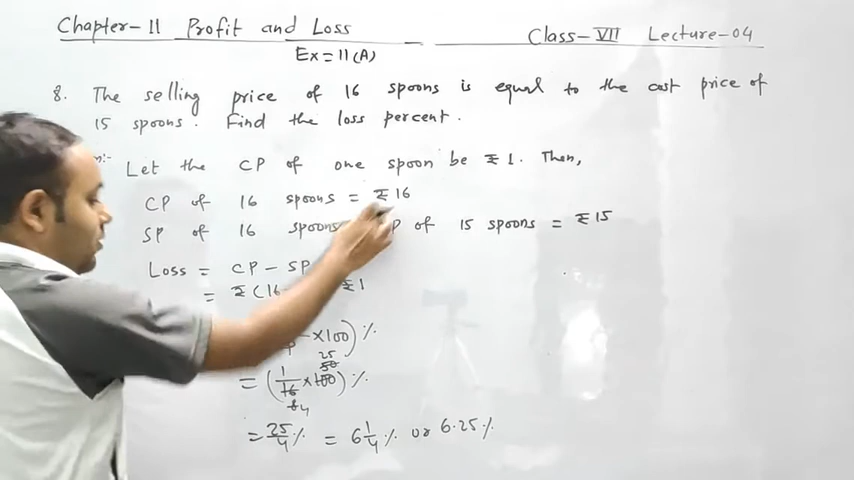 Chapter-11 Profit and Loss
Class-VII Lecture-04
Ex=11(A)
8. The selling price of 16 spoons is equal to the cost price of
15 spoons. Find the loss percent.
n:- Let the CP of one spoon be ₹1. Then,
CP of 16 spoons = ₹16
SP of 16 spoons P of 15 spoons = ₹15
Loss = CP - SP
= ₹(16 ₹1
×100)%
= (1/16 × 100)%
50
25
8 4
= 25/4 % = 6 1/4 % or 6.25%